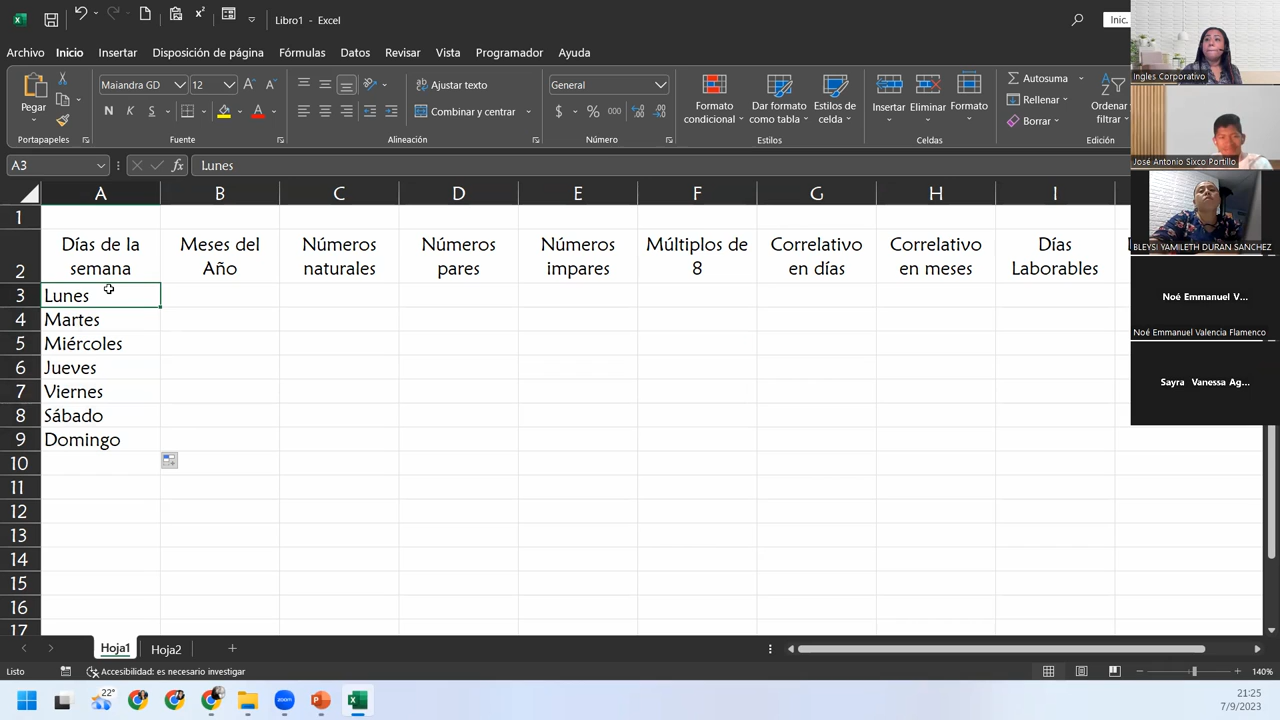 Libro1 - Excel
Inic.
Archivo Inicio Insertar Disposición de página Fórmulas Datos Revisar Vista Programador Ayuda
Pegar
Portapapeles
Maiandra GD 12
N K S
Fuente
Ajustar texto
Combinar y centrar
Alineación
General
$ % 000
Número
Formato condicional
Dar formato como tabla
Estilos de celda
Estilos
Insertar Eliminar Formato
Celdas
Autosuma
Rellenar
Borrar
Ordenar
filtrar
Edición
Ingles Corporativo
José Antonio Sixco Portillo
BLEYSI YAMILETH DURAN SANCHEZ
Noé Emmanuel V...
Noé Emmanuel Valencia Flamenco
Sayra Vanessa Ag...
A3 fx Lunes
A B C D E F G H I
1
2 Días de la semana Meses del Año Números naturales Números pares Números impares Múltiplos de 8 Correlativo en días Correlativo en meses Días Laborables
3 Lunes
4 Martes
5 Miércoles
6 Jueves
7 Viernes
8 Sábado
9 Domingo
10
11
12
13
14
15
16
17
Hoja1 Hoja2 +
Listo Accesibilidad: es necesario investigar 140%
22°
zoom
21:25
7/9/2023